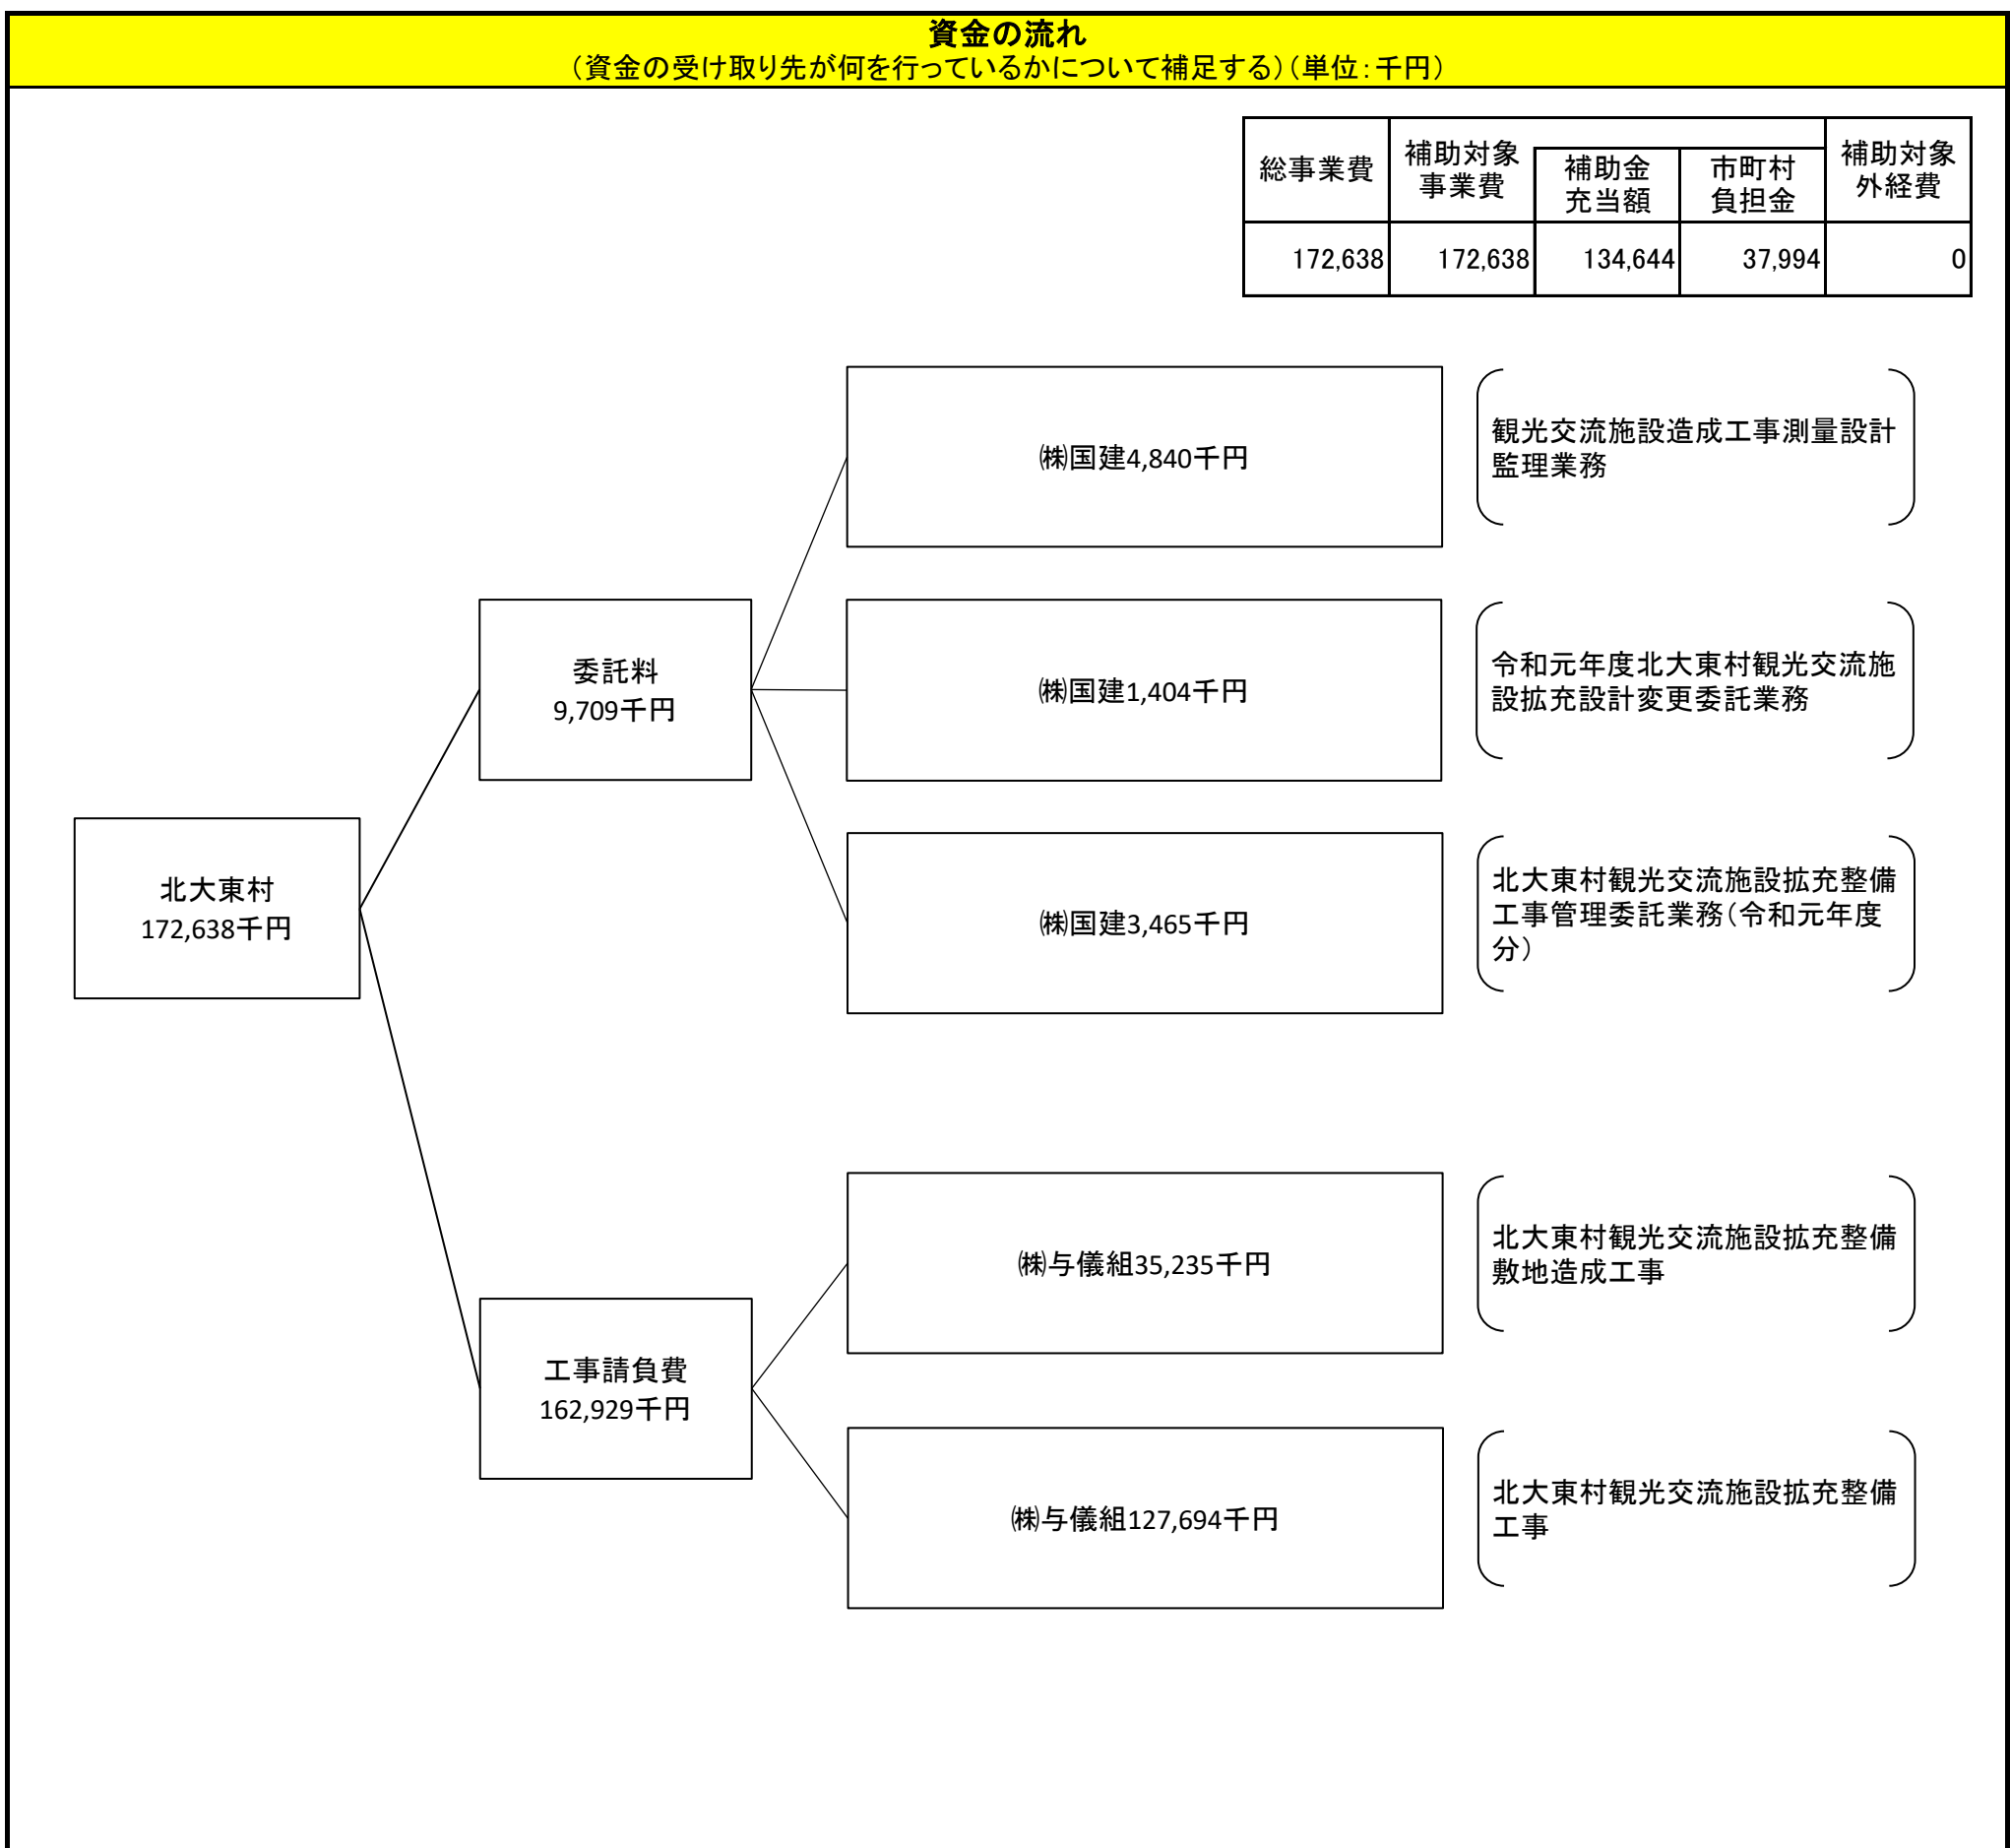 資金の流れ
（資金の受け取り先が何を行っているかについて補足する）（単位：千円）
総事業費
補助対象
事業費
補助金
充当額
市町村
負担金
補助対象
外経費
172,638
172,638
134,644
37,994
0
㈱国建4,840千円
観光交流施設造成工事測量設計
監理業務
委託料
9,709千円
㈱国建1,404千円
令和元年度北大東村観光交流施
設拡充設計変更委託業務
北大東村
172,638千円
㈱国建3,465千円
北大東村観光交流施設拡充整備
工事管理委託業務（令和元年度
分）
㈱与儀組35,235千円
北大東村観光交流施設拡充整備
敷地造成工事
工事請負費
162,929千円
㈱与儀組127,694千円
北大東村観光交流施設拡充整備
工事